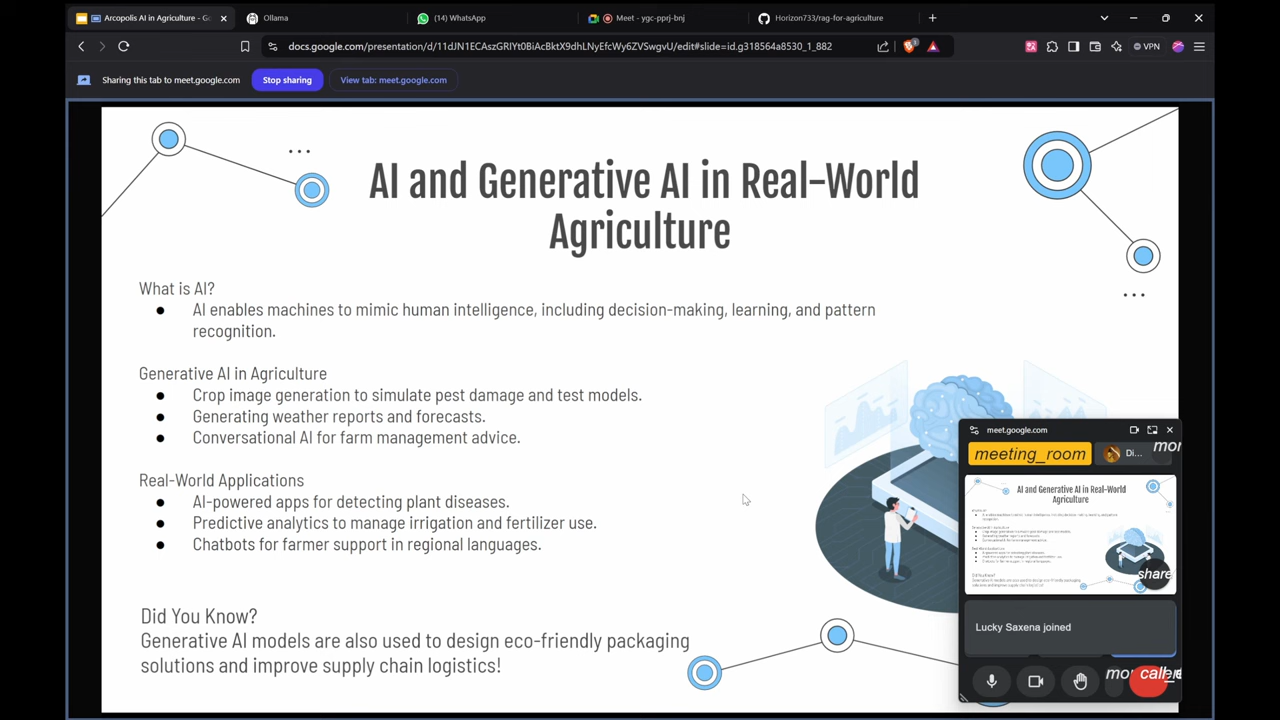 Arcopolis AI in Agriculture - Go
Ollama
(14) WhatsApp
Meet - ygc-pprj-bnj
Horizon733/rag-for-agriculture
docs.google.com/presentation/d/11dJN1ECAszGRlYt0BiAcBktX9dhLNyEfcWy6ZVSwgvU/edit#slide=id.g318564a8530_1_882
VPN
Sharing this tab to meet.google.com
Stop sharing
View tab: meet.google.com
AI and Generative AI in Real-World
Agriculture
What is AI?
● AI enables machines to mimic human intelligence, including decision-making, learning, and pattern
recognition.
Generative AI in Agriculture
● Crop image generation to simulate pest damage and test models.
● Generating weather reports and forecasts.
● Conversational AI for farm management advice.
Real-World Applications
● AI-powered apps for detecting plant diseases.
● Predictive analytics to manage irrigation and fertilizer use.
● Chatbots for farmer support in regional languages.
Did You Know?
Generative AI models are also used to design eco-friendly packaging
solutions and improve supply chain logistics!
meet.google.com
meeting_room
Di...
mor
AI and Generative AI in Real-World
Agriculture
share
Lucky Saxena joined
mor
call_e